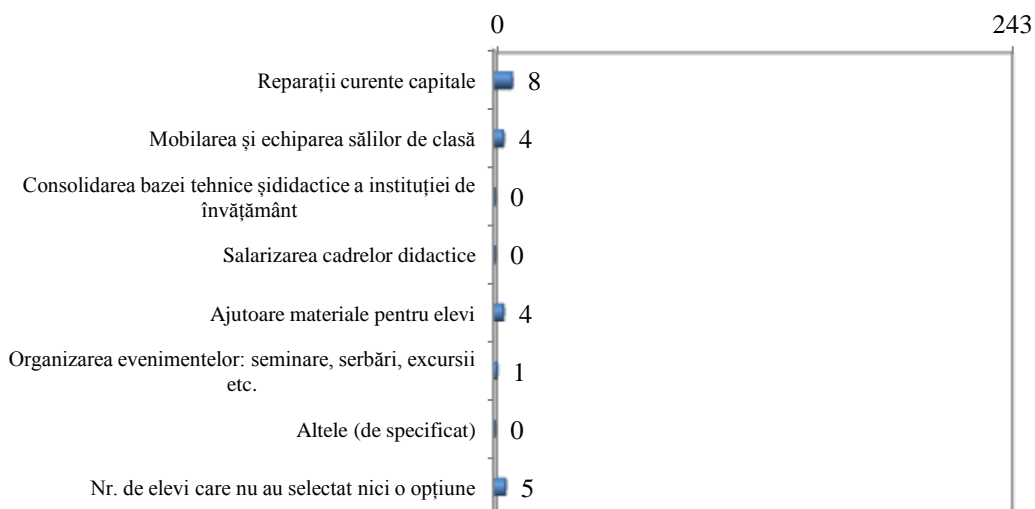 0 243
Reparații curente capitale 8
Mobilarea și echiparea sălilor de clasă 4
Consolidarea bazei tehnice șididactice a instituției de
învățământ 0
Salarizarea cadrelor didactice 0
Ajutoare materiale pentru elevi 4
Organizarea evenimentelor: seminare, serbări, excursii
etc. 1
Altele (de specificat) 0
Nr. de elevi care nu au selectat nici o opțiune 5